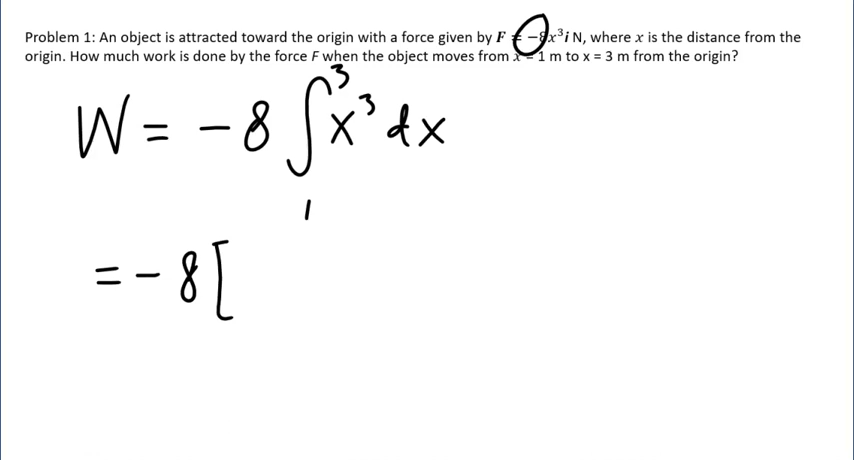 Problem 1: An object is attracted toward the origin with a force given by F = −8x³i N, where x is the distance from the
origin. How much work is done by the force F when the object moves from x = 1 m to x = 3 m from the origin?
W = −8 ∫₁³ x³ dx
= −8 [